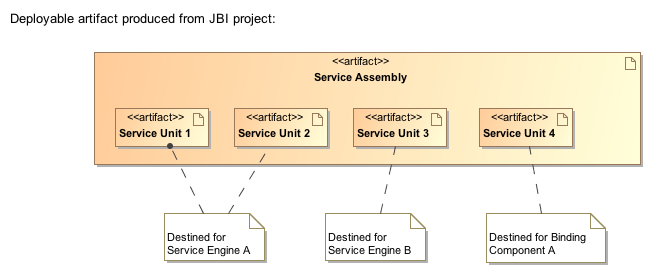 Deployable artifact produced from JBI project:
<<artifact>>
Service Assembly
<<artifact>>
Service Unit 1
<<artifact>>
Service Unit 2
<<artifact>>
Service Unit 3
<<artifact>>
Service Unit 4
Destined for
Service Engine A
Destined for
Service Engine B
Destined for Binding
Component A